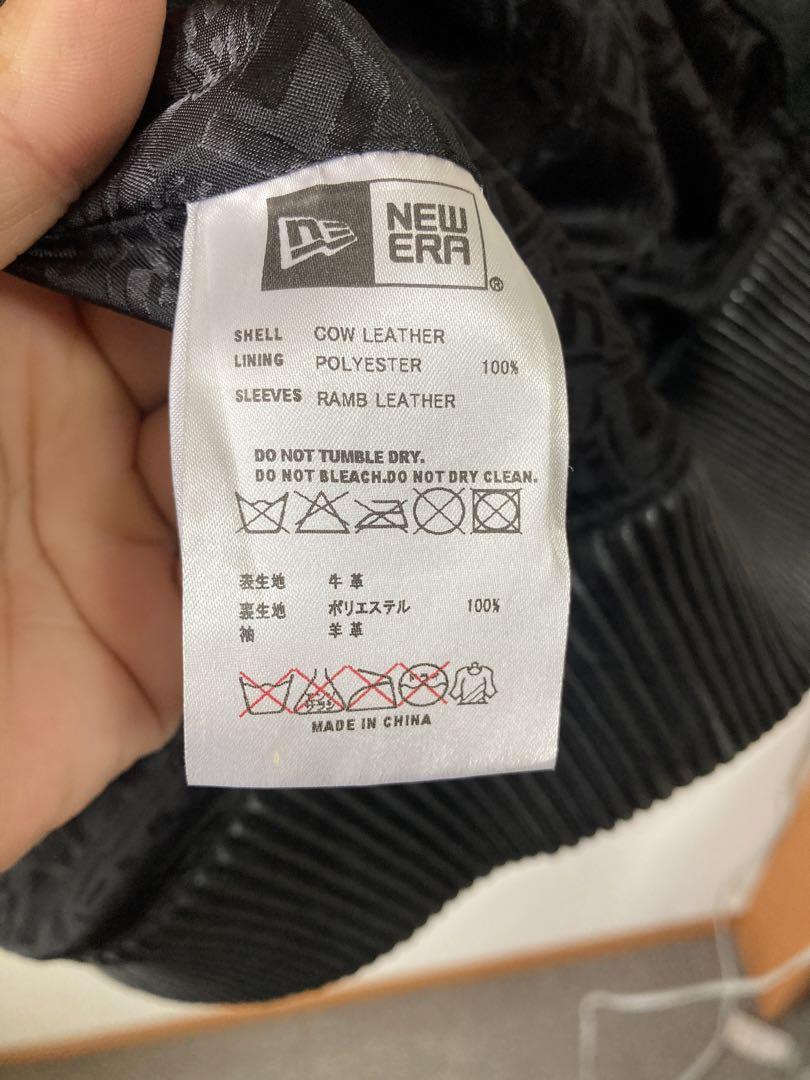 NE NEW
ERA®
SHELL COW LEATHER
LINING POLYESTER 100%
SLEEVES RAMB LEATHER
DO NOT TUMBLE DRY.
DO NOT BLEACH.DO NOT DRY CLEAN.
表生地 牛革
裏生地 ポリエステル 100%
袖 羊革
MADE IN CHINA